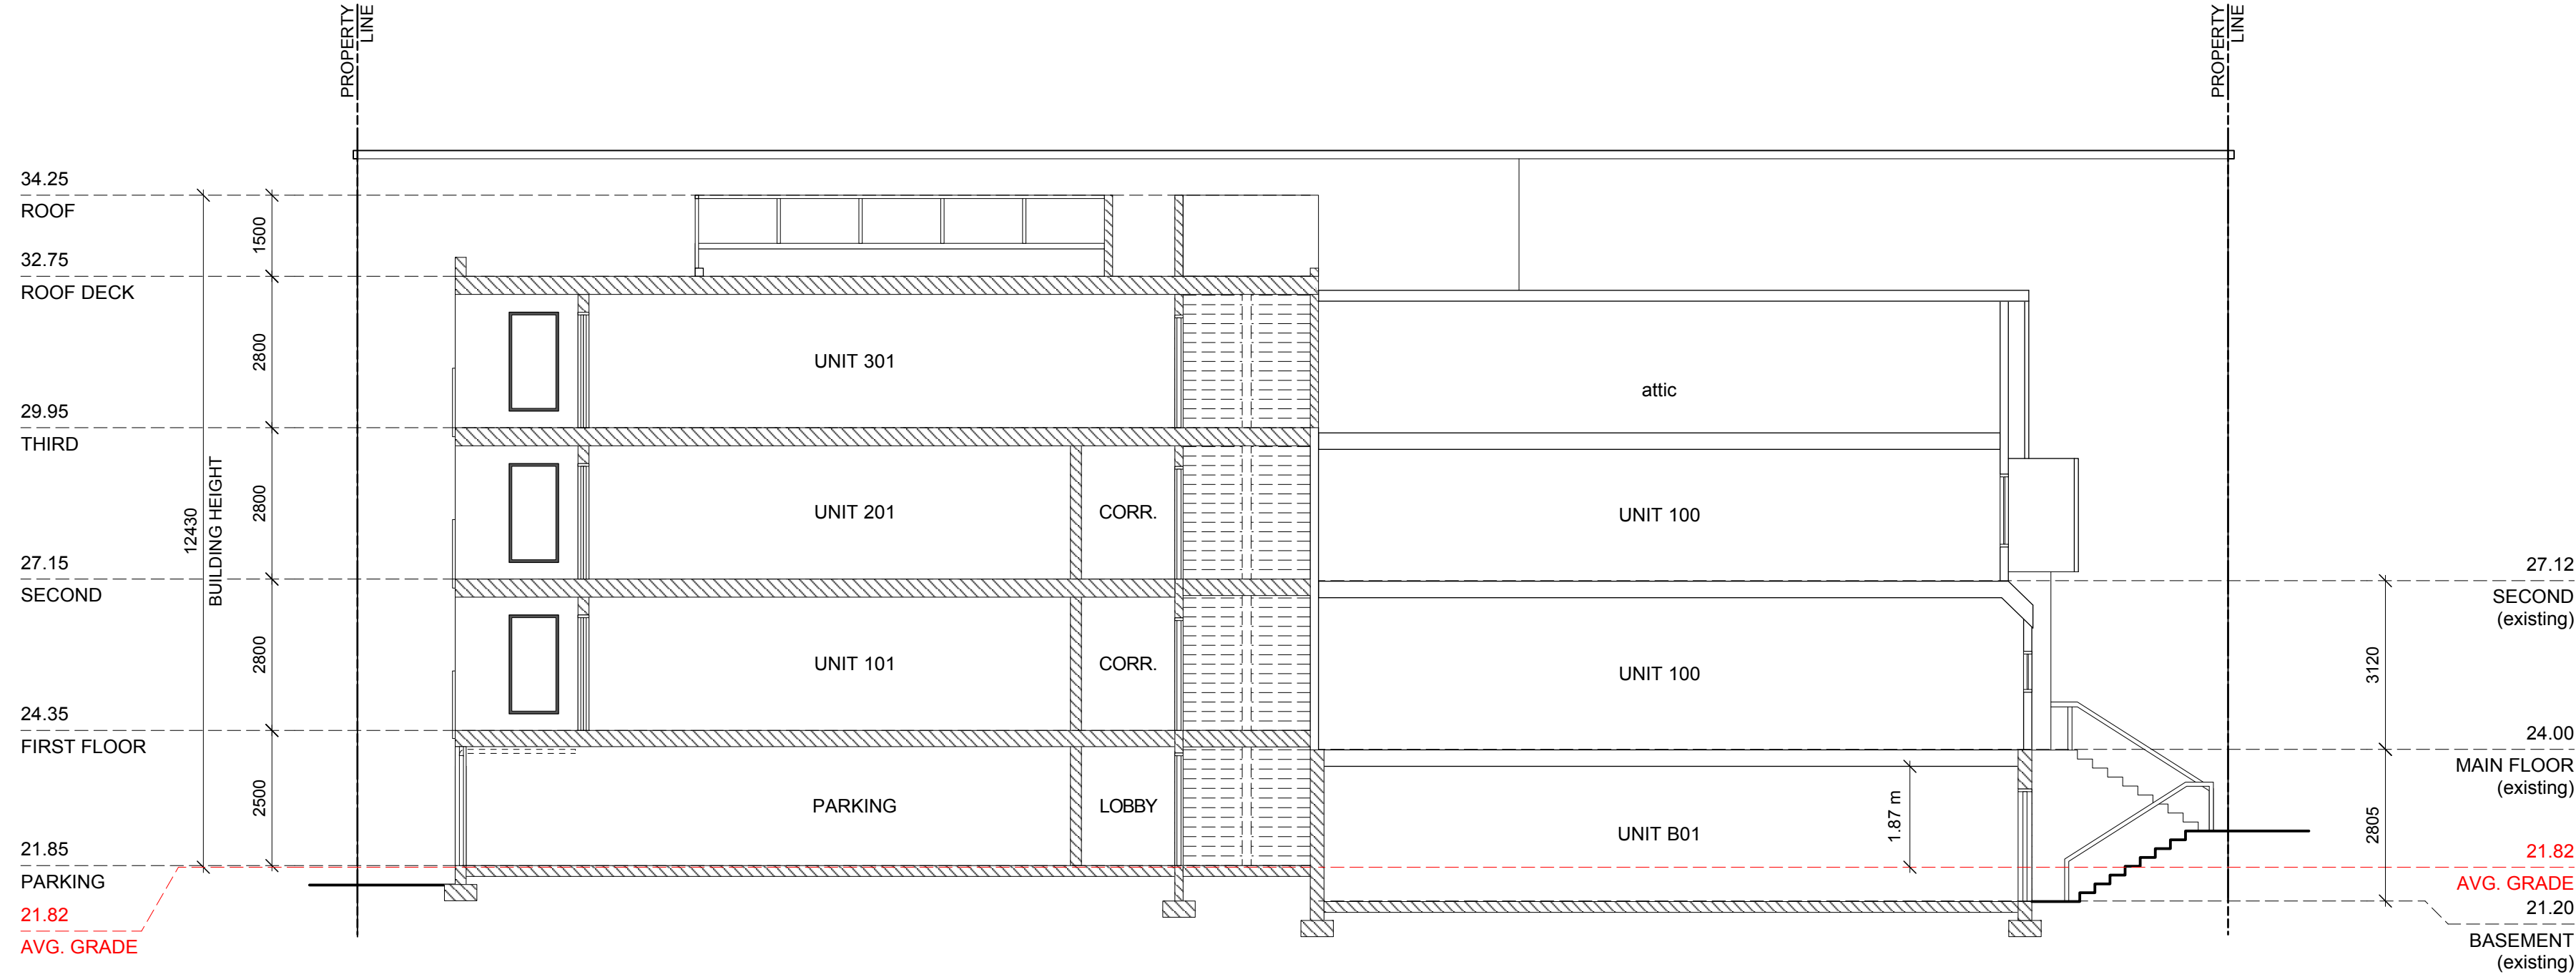 PROPERTY
LINE
PROPERTY
LINE
34.25
ROOF
1500
32.75
ROOF DECK
2800
UNIT 301
attic
29.95
THIRD
12430
BUILDING HEIGHT
2800
UNIT 201
CORR.
UNIT 100
27.15
SECOND
27.12
SECOND
(existing)
2800
UNIT 101
CORR.
UNIT 100
3120
24.35
FIRST FLOOR
24.00
MAIN FLOOR
(existing)
2500
PARKING
LOBBY
UNIT B01
1.87 m
2805
21.85
PARKING
21.82
AVG. GRADE
21.82
AVG. GRADE
21.20
BASEMENT
(existing)